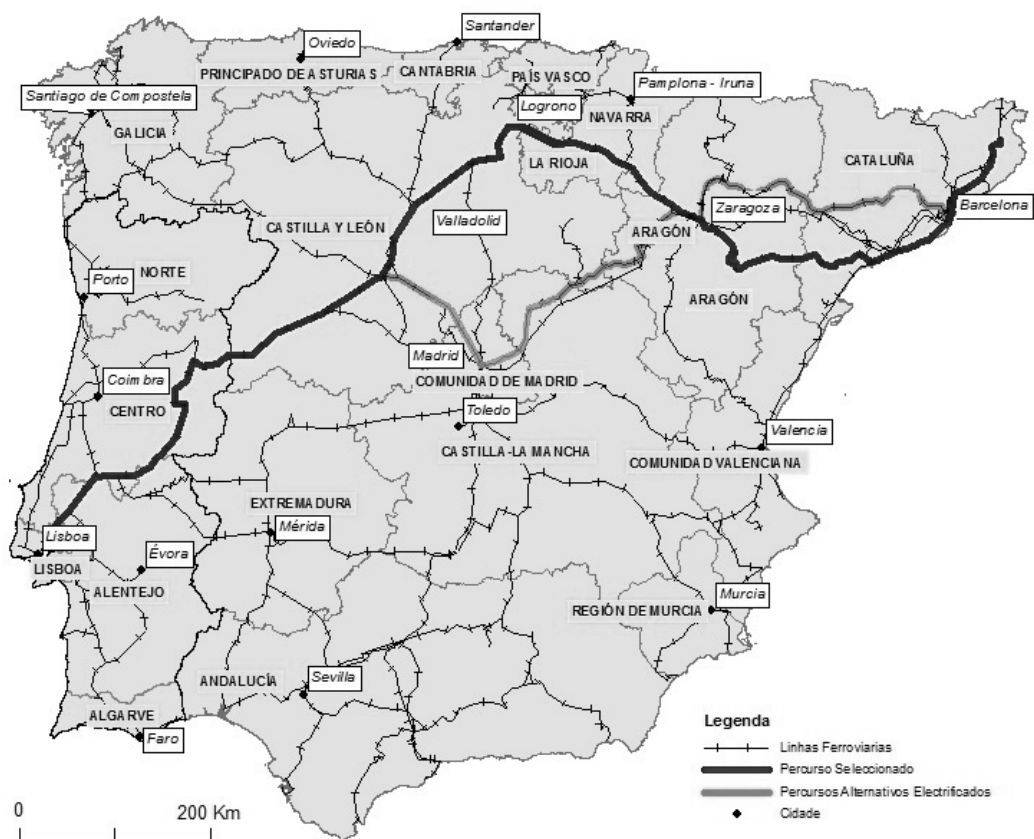 Santander
Oviedo
CANTABRIA
PAÍS VASCO
PRINCIPADO DE ASTURIAS
Pamplona - Iruna
Santiago de Compostela
Logrono
NAVARRA
GALICIA
LA RIOJA
CATALUÑA
Zaragoza
Barcelona
Valladolid
CASTILLA Y LEÓN
ARAGÓN
NORTE
Porto
ARAGÓN
Madrid
Coimbra
COMUNIDAD DE MADRID
CENTRO
Toledo
Valencia
CASTILLA-LA MANCHA
COMUNIDAD VALENCIANA
EXTREMADURA
Mérida
Lisboa
Évora
LISBOA
ALENTEJO
Murcia
REGIÓN DE MURCIA
ANDALUCÍA
Sevilla
ALGARVE
Faro
Legenda
Linhas Ferroviarias
Percurso Seleccionado
Percursos Alternativos Electrificados
Cidade
0 200 Km